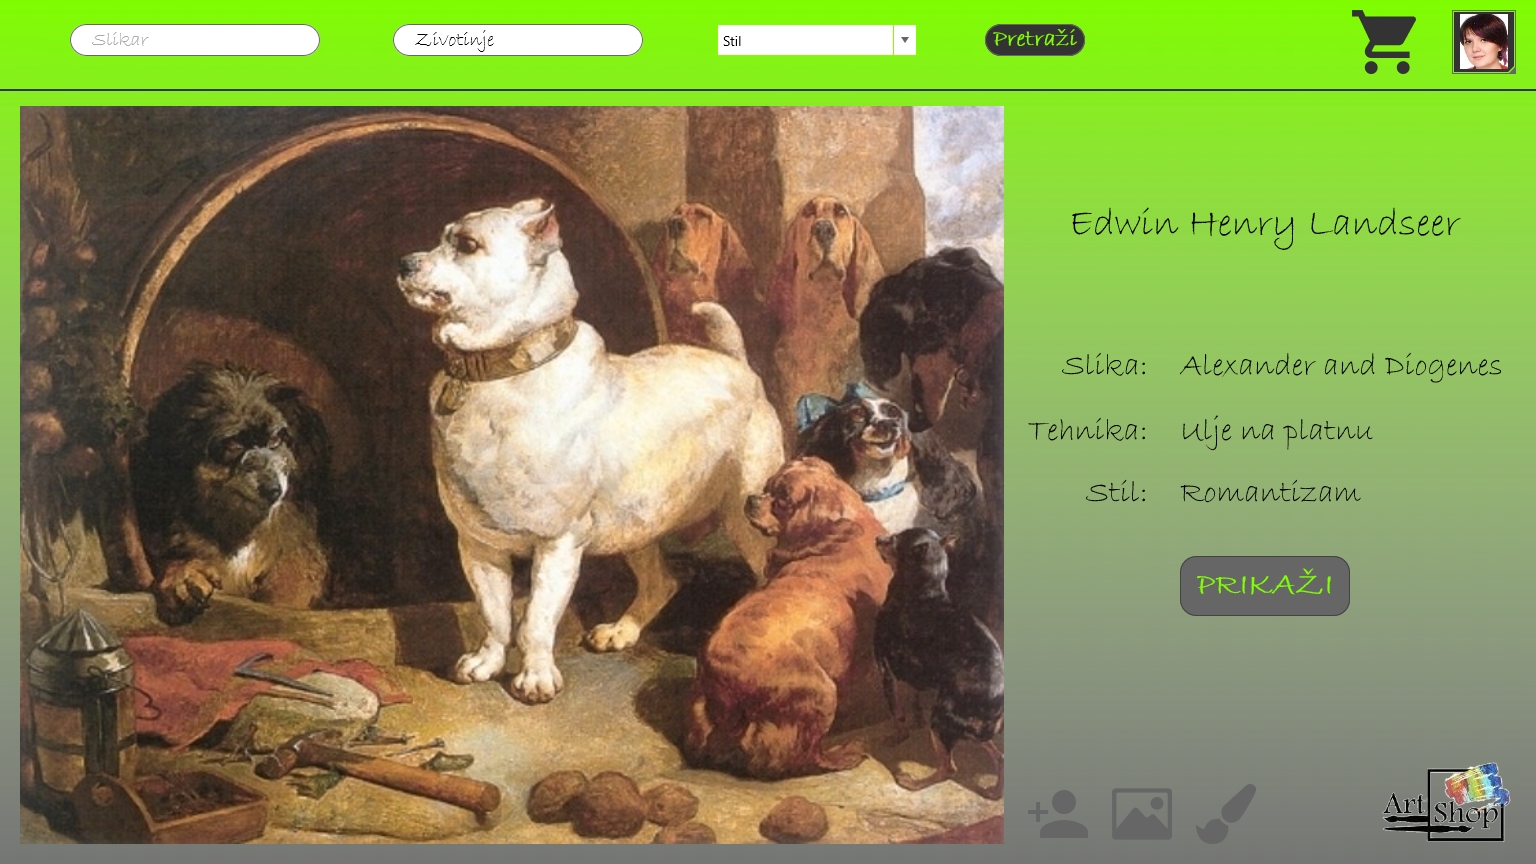 Slikar
Zivotinje
Stil
Pretraži
Edwin Henry Landseer
Slika: Alexander and Diogenes
Tehnika: Ulje na platnu
Stil: Romantizam
PRIKAŽI
Art
Shop